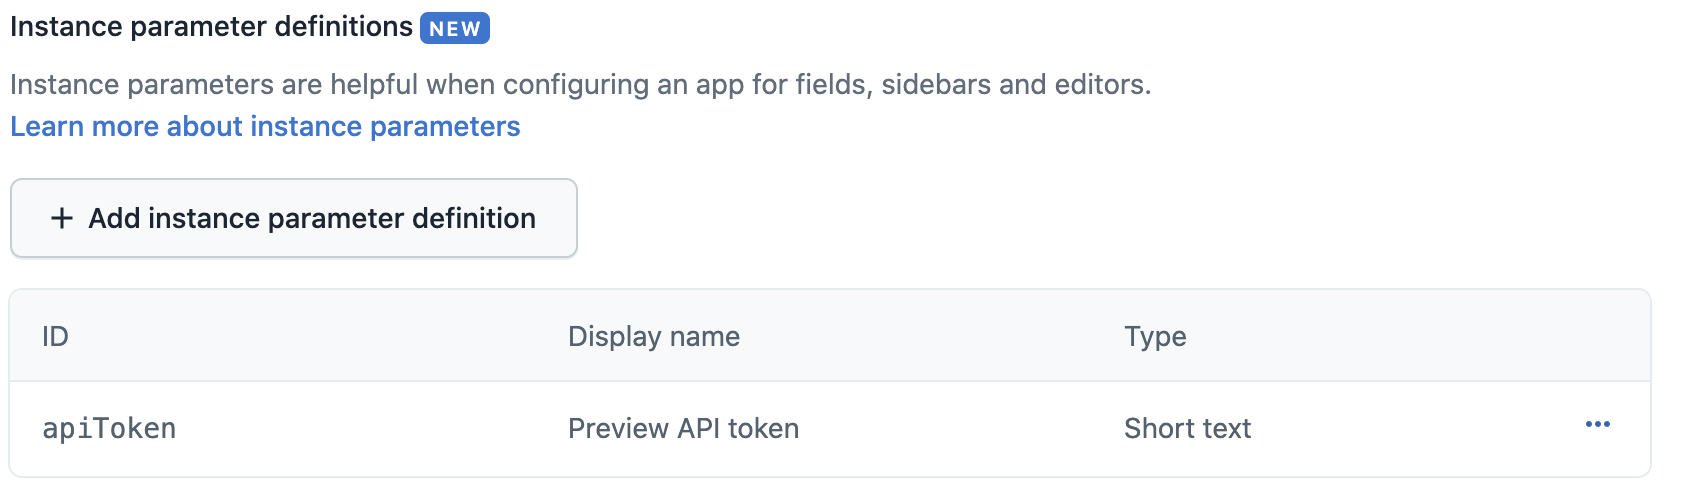 Instance parameter definitions NEW
Instance parameters are helpful when configuring an app for fields, sidebars and editors.
Learn more about instance parameters
+ Add instance parameter definition
ID Display name Type
apiToken Preview API token Short text ...